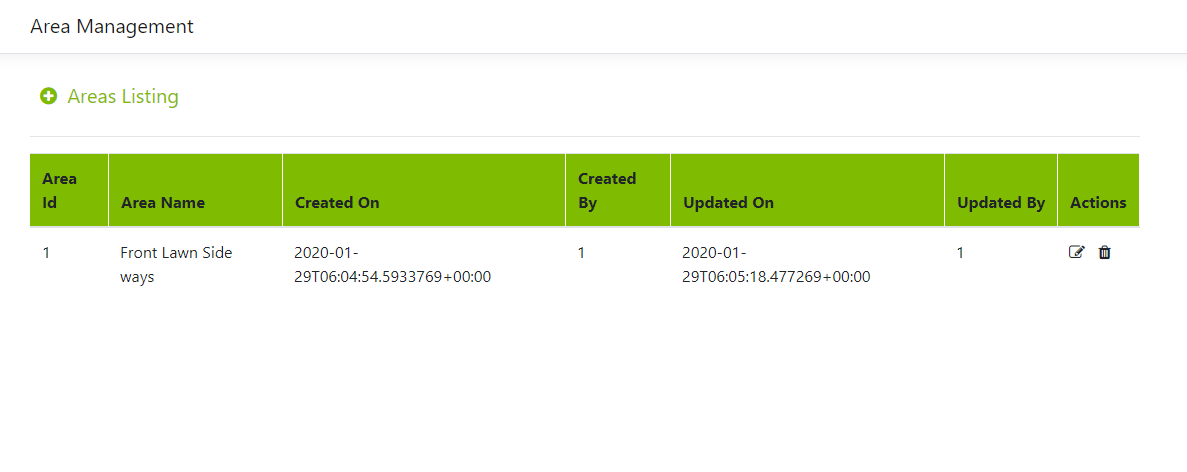 Area Management
Areas Listing
Area Id Area Name Created On Created By Updated On Updated By Actions
1 Front Lawn Side 2020-01- 1 2020-01- 1
ways 29T06:04:54.5933769+00:00 29T06:05:18.477269+00:00